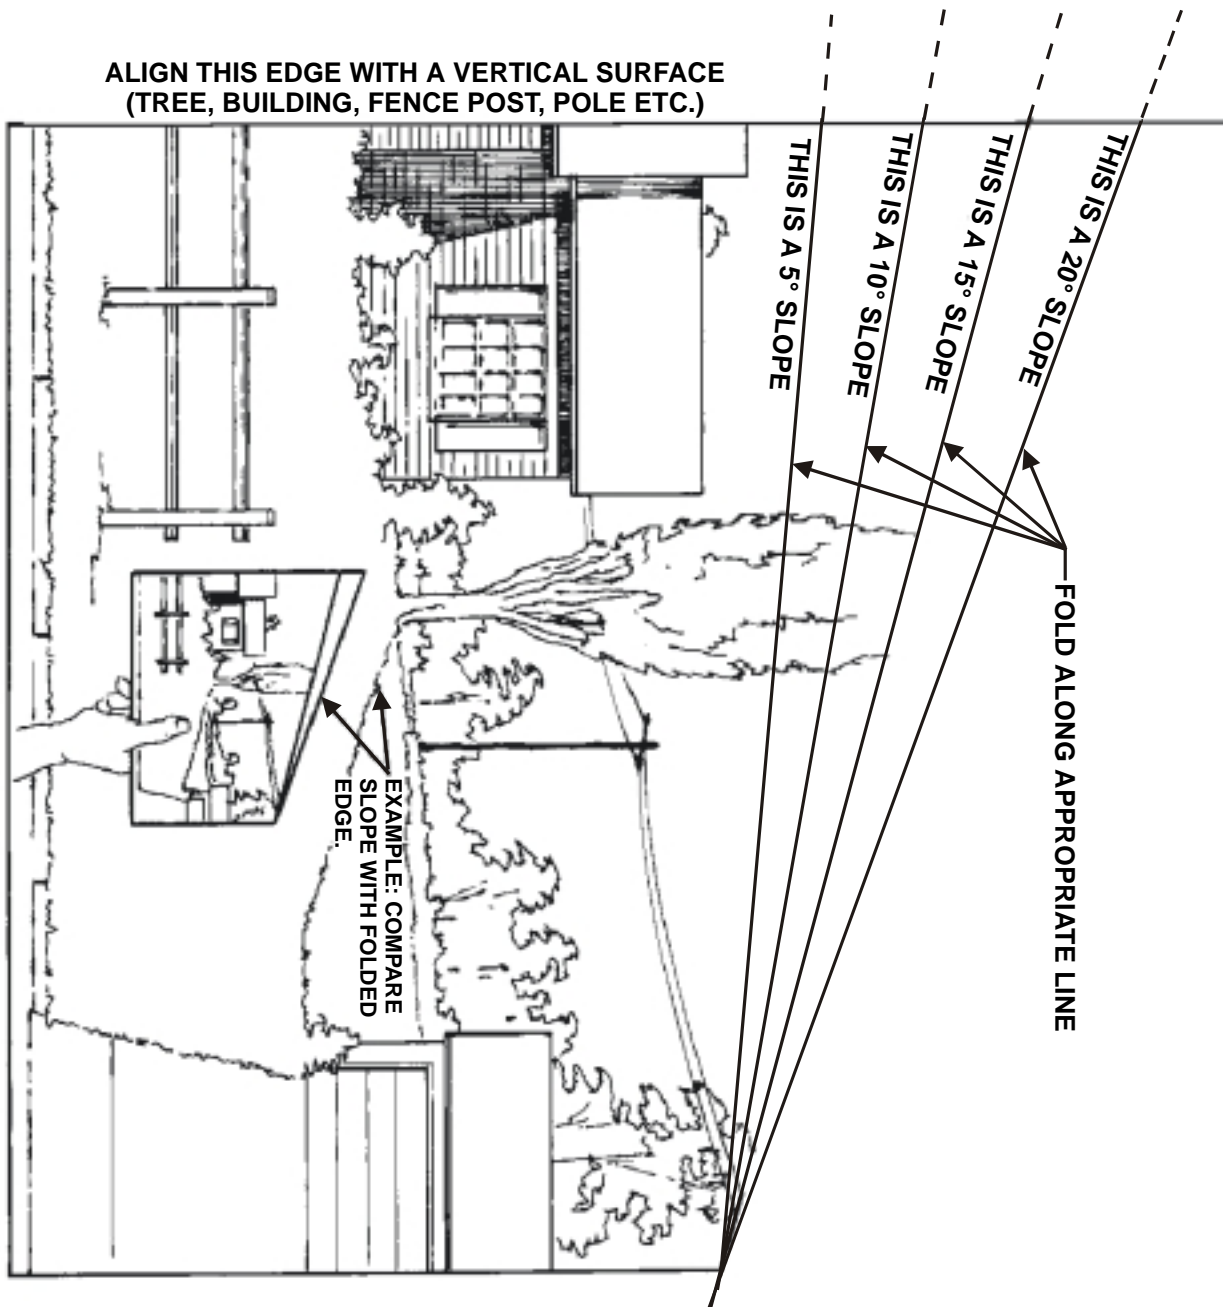 ALIGN THIS EDGE WITH A VERTICAL SURFACE
(TREE, BUILDING, FENCE POST, POLE ETC.)
THIS IS A 5° SLOPE
THIS IS A 10° SLOPE
THIS IS A 15° SLOPE
THIS IS A 20° SLOPE
FOLD ALONG APPROPRIATE LINE
EXAMPLE: COMPARE
SLOPE WITH FOLDED
EDGE.